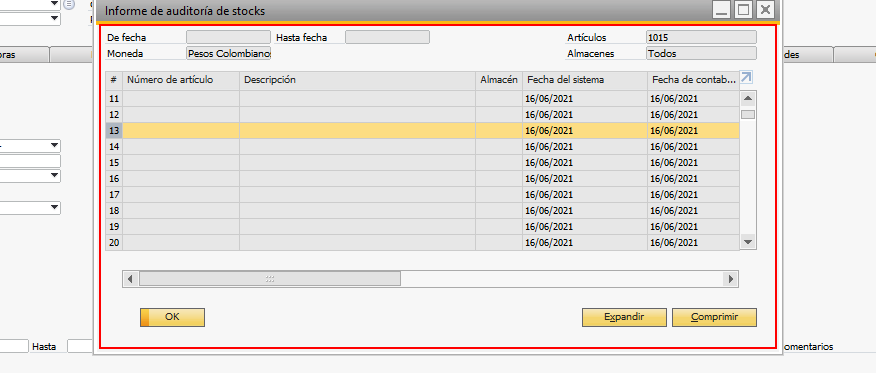 Informe de auditoría de stocks
De fecha Hasta fecha Artículos 1015
Moneda Pesos Colombianos Almacenes Todos
oras des
# Número de artículo Descripción Almacén Fecha del sistema Fecha de contab...
11 16/06/2021 16/06/2021
12 16/06/2021 16/06/2021
13 16/06/2021 16/06/2021
14 16/06/2021 16/06/2021
15 16/06/2021 16/06/2021
16 16/06/2021 16/06/2021
17 16/06/2021 16/06/2021
18 16/06/2021 16/06/2021
19 16/06/2021 16/06/2021
20 16/06/2021 16/06/2021
OK Expandir Comprimir
Hasta omentarios